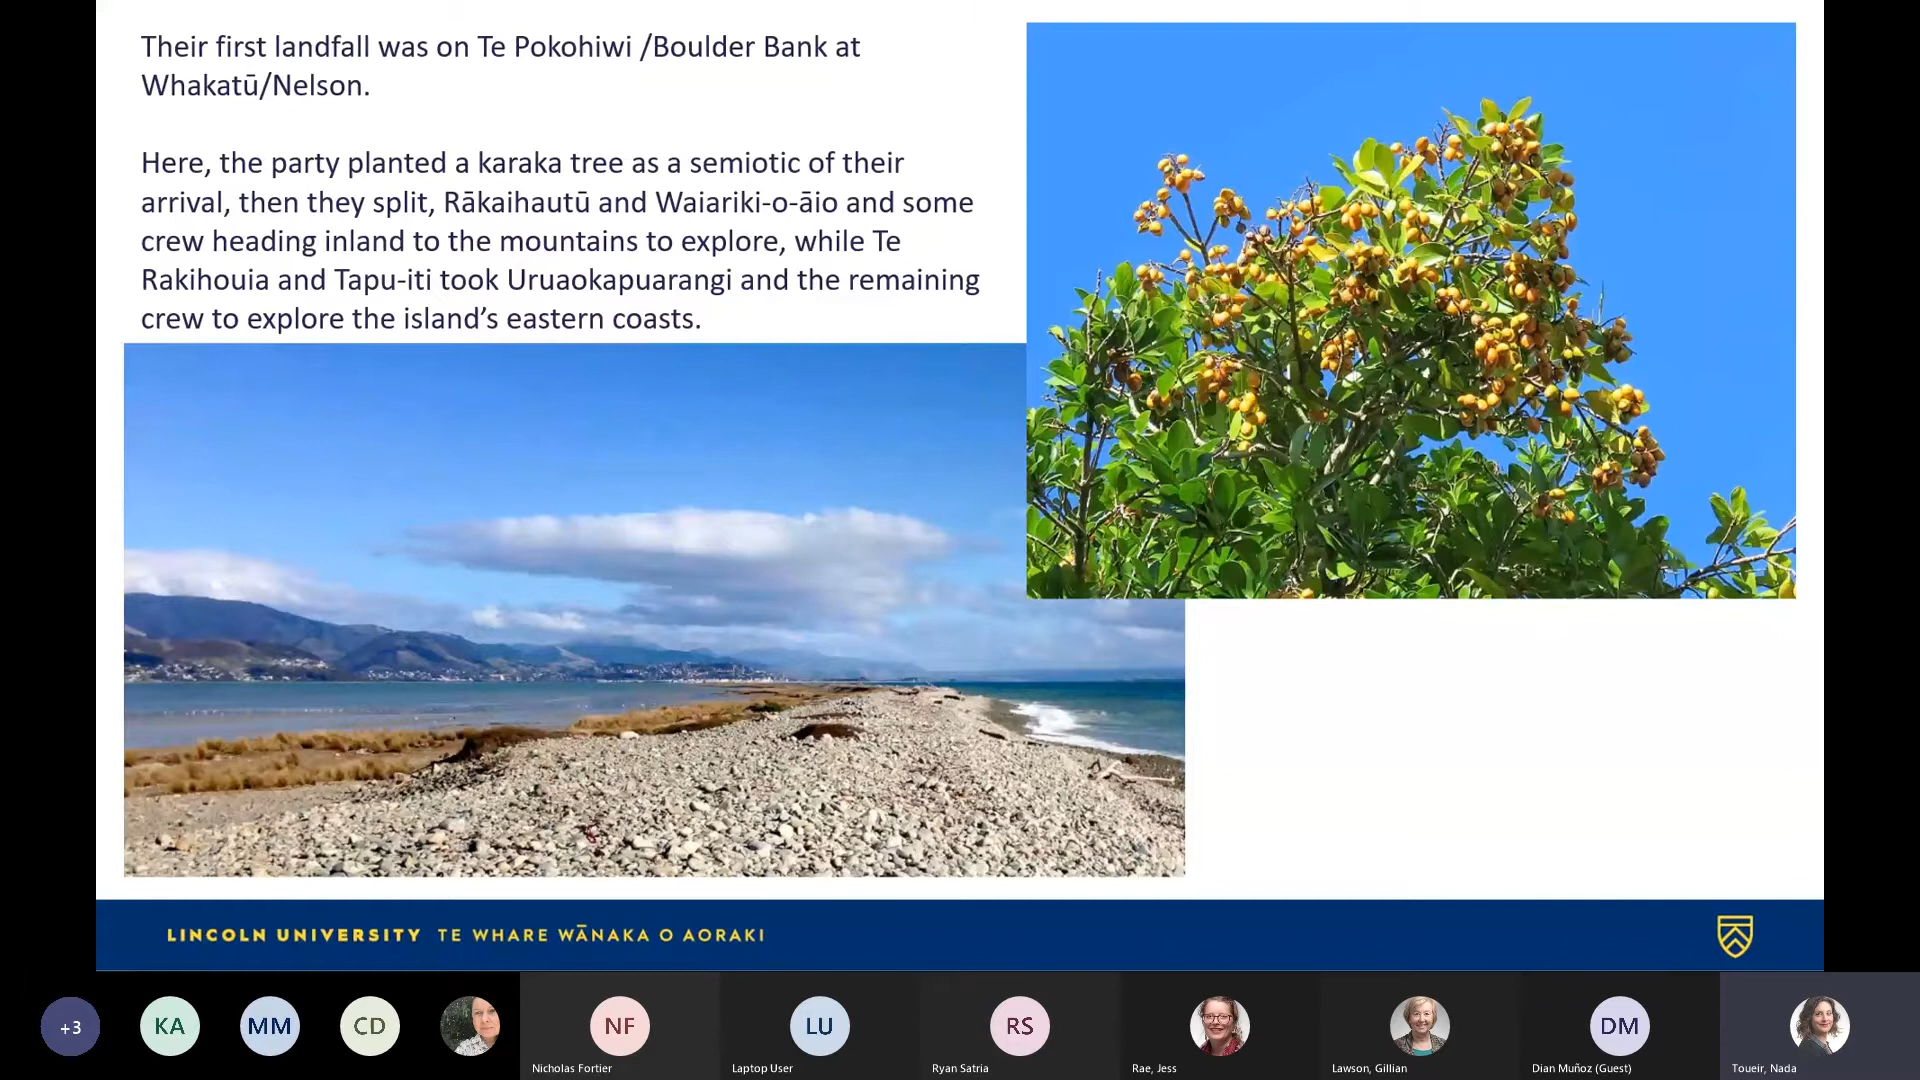 Their first landfall was on Te Pokohiwi /Boulder Bank at
Whakatū/Nelson.
Here, the party planted a karaka tree as a semiotic of their
arrival, then they split, Rākaihautū and Waiariki-o-āio and some
crew heading inland to the mountains to explore, while Te
Rakihouia and Tapu-iti took Uruaokapuarangi and the remaining
crew to explore the island’s eastern coasts.
LINCOLN UNIVERSITY TE WHARE WĀNAKA O AORAKI
+3
KA
MM
CD
NF
LU
RS
DM
Nicholas Fortier
Laptop User
Ryan Satria
Rae, Jess
Lawson, Gillian
Dian Muñoz (Guest)
Toueir, Nada